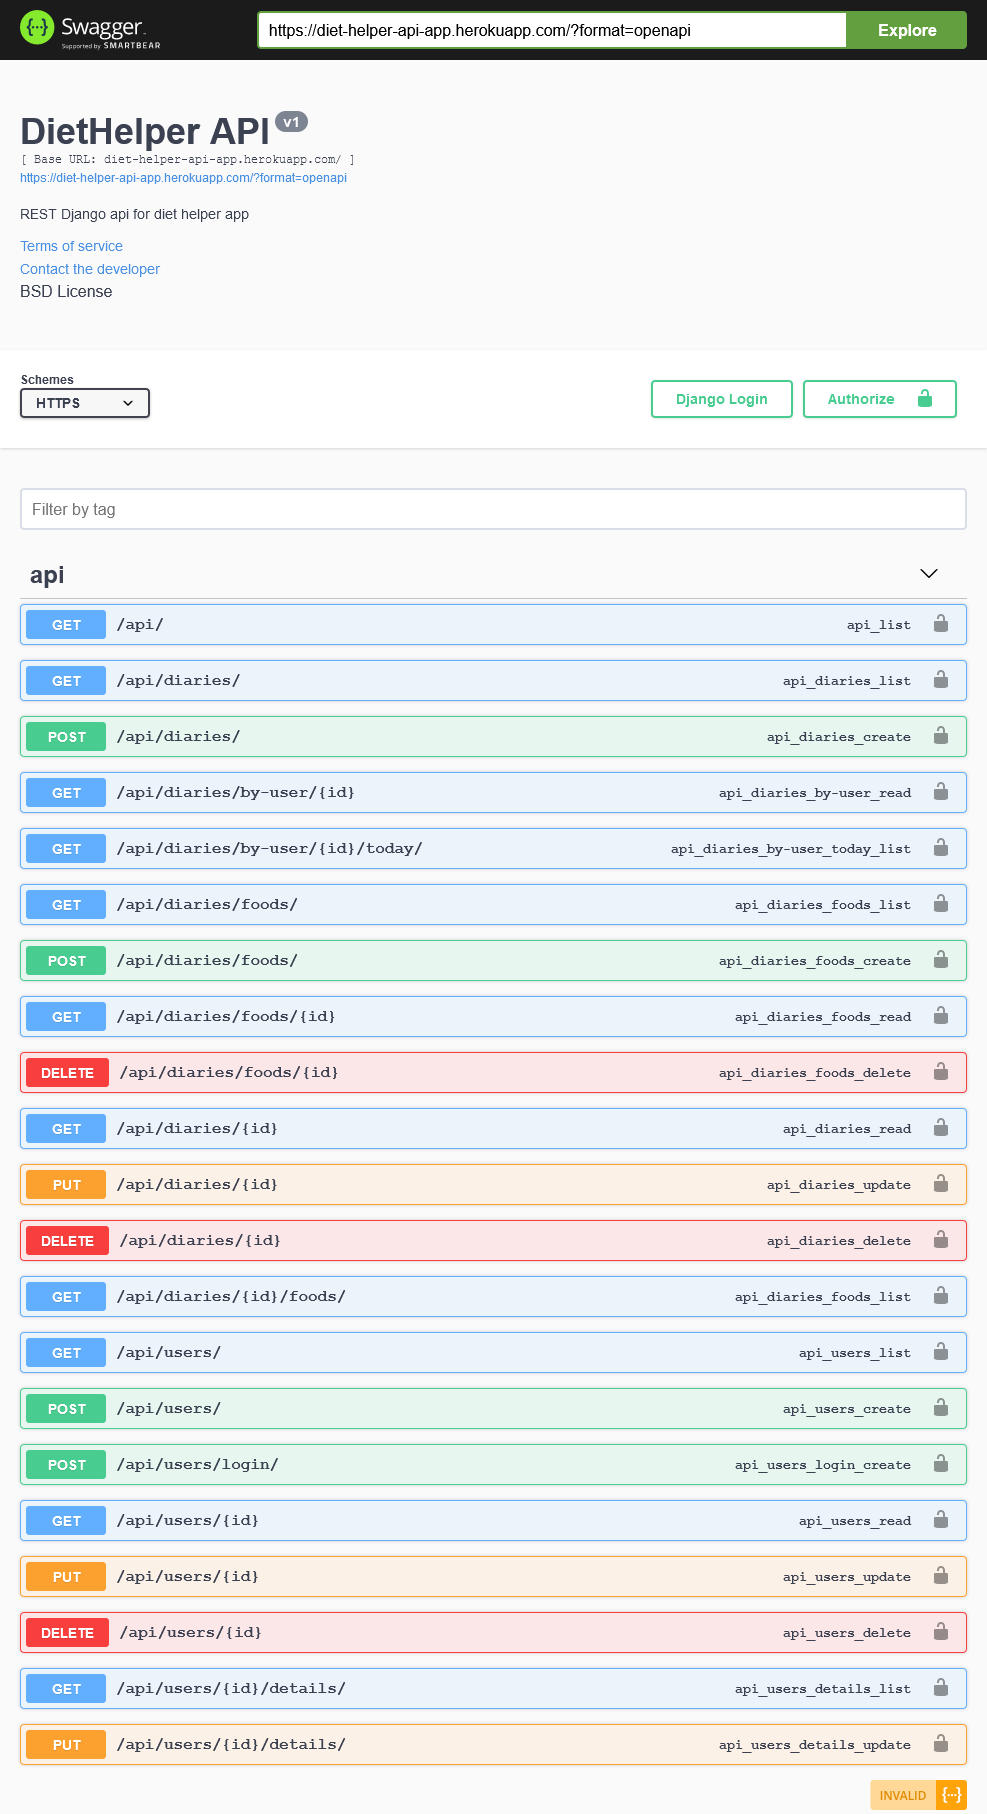 Swagger.
Supported by SMARTBEAR
https://diet-helper-api-app.herokuapp.com/?format=openapi
Explore
DietHelper API v1
[ Base URL: diet-helper-api-app.herokuapp.com/ ]
https://diet-helper-api-app.herokuapp.com/?format=openapi
REST Django api for diet helper app
Terms of service
Contact the developer
BSD License
Schemes
HTTPS
Django Login
Authorize
Filter by tag
api
GET /api/ api_list
GET /api/diaries/ api_diaries_list
POST /api/diaries/ api_diaries_create
GET /api/diaries/by-user/{id} api_diaries_by-user_read
GET /api/diaries/by-user/{id}/today/ api_diaries_by-user_today_list
GET /api/diaries/foods/ api_diaries_foods_list
POST /api/diaries/foods/ api_diaries_foods_create
GET /api/diaries/foods/{id} api_diaries_foods_read
DELETE /api/diaries/foods/{id} api_diaries_foods_delete
GET /api/diaries/{id} api_diaries_read
PUT /api/diaries/{id} api_diaries_update
DELETE /api/diaries/{id} api_diaries_delete
GET /api/diaries/{id}/foods/ api_diaries_foods_list
GET /api/users/ api_users_list
POST /api/users/ api_users_create
POST /api/users/login/ api_users_login_create
GET /api/users/{id} api_users_read
PUT /api/users/{id} api_users_update
DELETE /api/users/{id} api_users_delete
GET /api/users/{id}/details/ api_users_details_list
PUT /api/users/{id}/details/ api_users_details_update
INVALID {···}